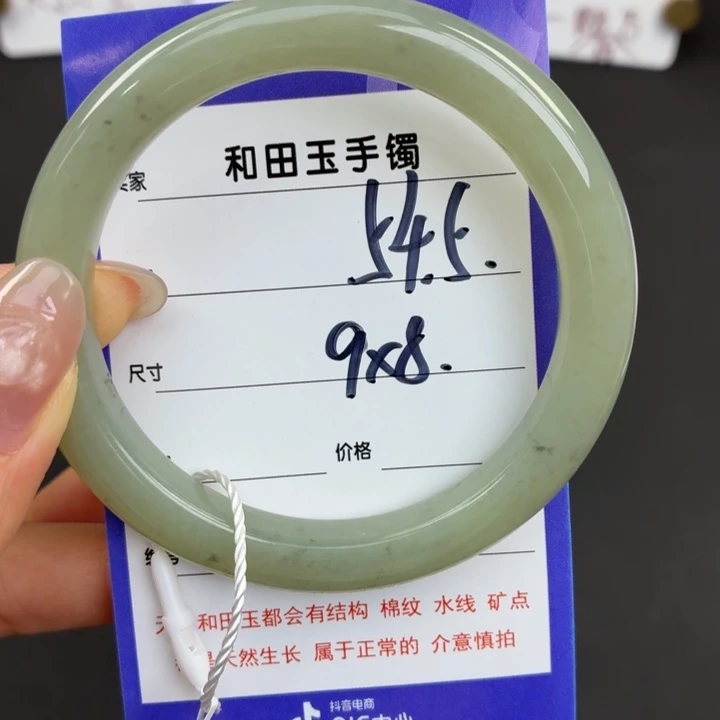 和田玉手镯
家
54.5.
尺寸
9x8.
价格
和田玉都会有结构 棉纹 水线 矿点
天然生长 属于正常的 介意慎拍
抖音电商